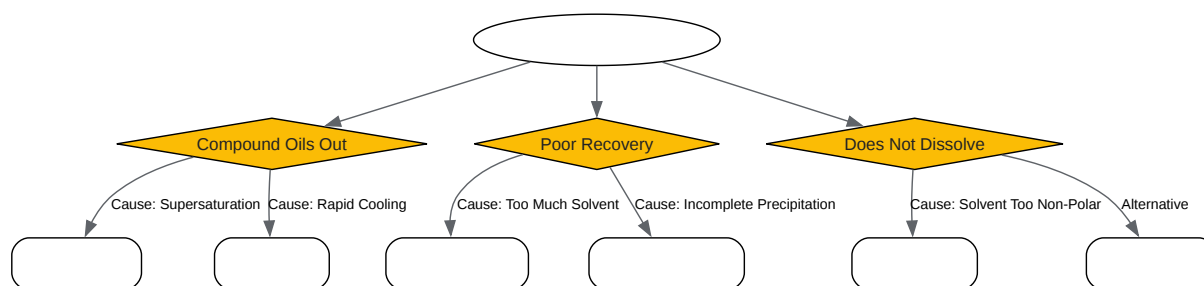 Compound Oils Out
Poor Recovery
Does Not Dissolve
Cause: Supersaturation
Cause: Rapid Cooling
Cause: Too Much Solvent
Cause: Incomplete Precipitation
Cause: Solvent Too Non-Polar
Alternative